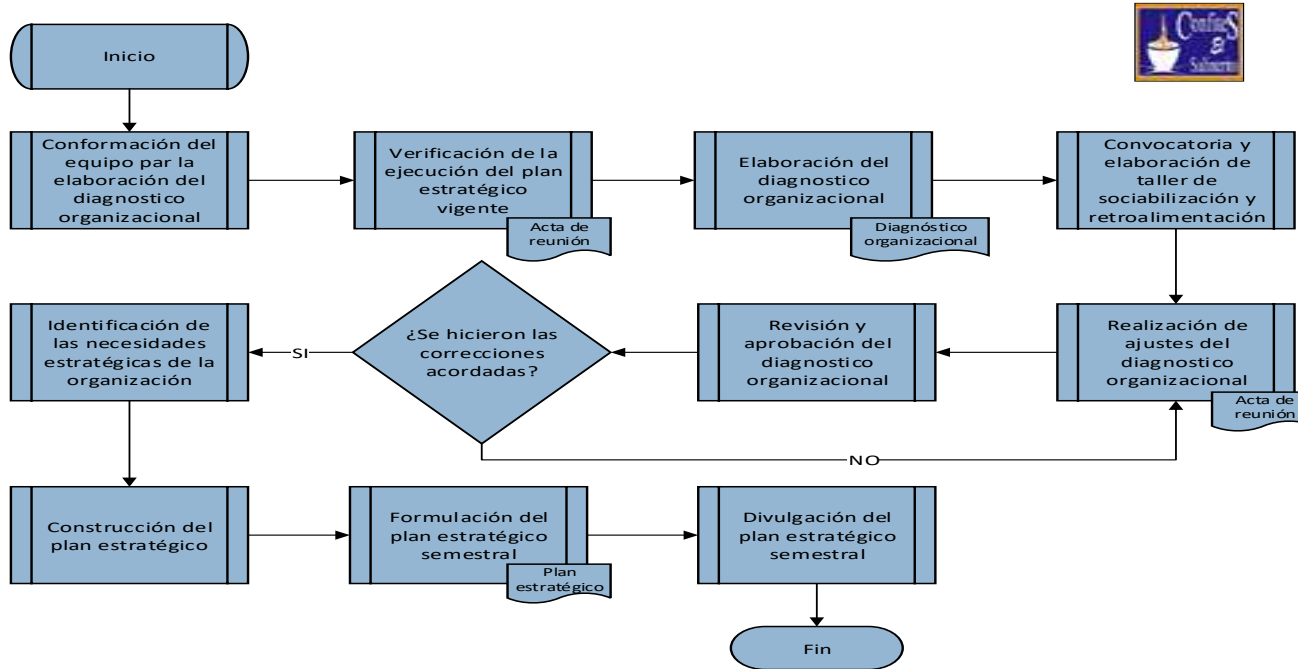 Confines
&
Salinerito
Inicio
Conformación del
equipo par la
elaboración del
diagnostico
organizacional
Verificación de la
ejecución del plan
estratégico
vigente
Acta de
reunión
Elaboración del
diagnostico
organizacional
Diagnóstico
organizacional
Convocatoria y
elaboración de
taller de
sociabilización y
retroalimentación
Identificación de
las necesidades
estratégicas de la
organización
SI
¿Se hicieron las
correcciones
acordadas?
Revisión y
aprobación del
diagnostico
organizacional
Realización de
ajustes del
diagnostico
organizacional
Acta de
reunión
NO
Construcción del
plan estratégico
Formulación del
plan estratégico
semestral
Plan
estratégico
Divulgación del
plan estratégico
semestral
Fin